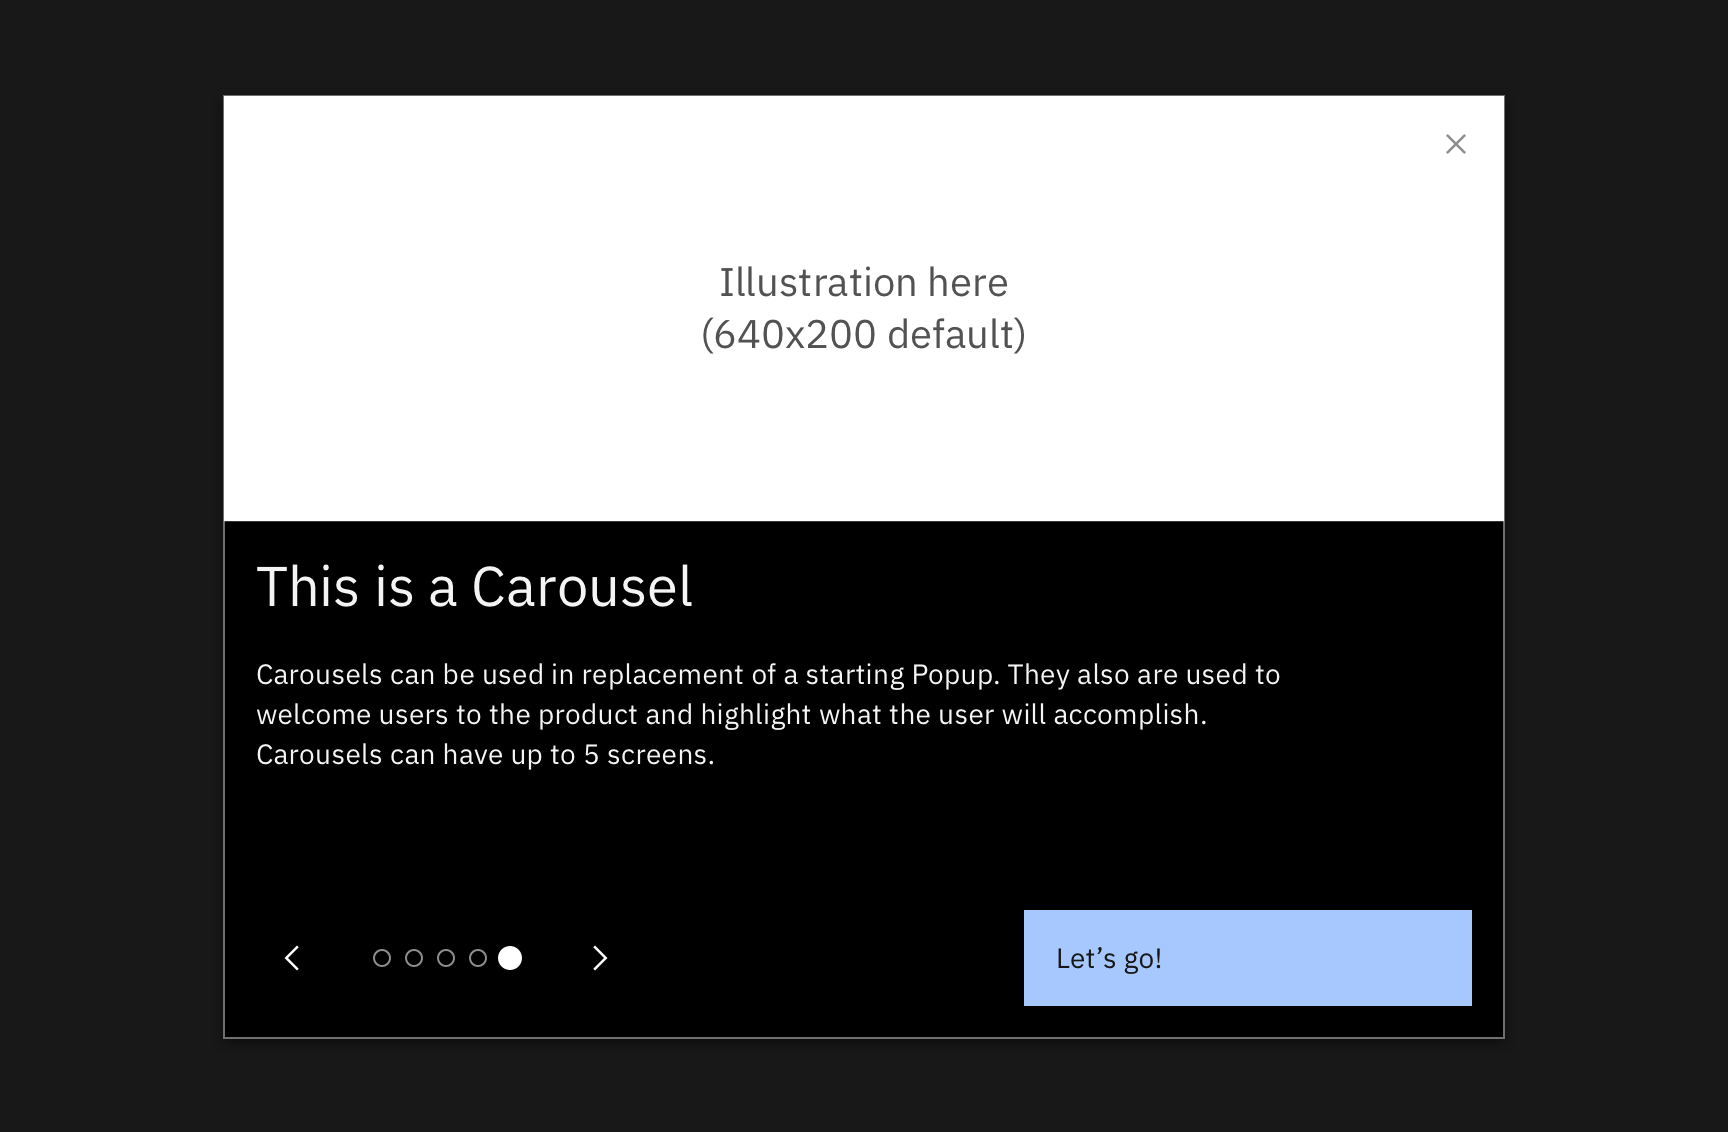 Illustration here
(640x200 default)
This is a Carousel
Carousels can be used in replacement of a starting Popup. They also are used to
welcome users to the product and highlight what the user will accomplish.
Carousels can have up to 5 screens.
Let’s go!